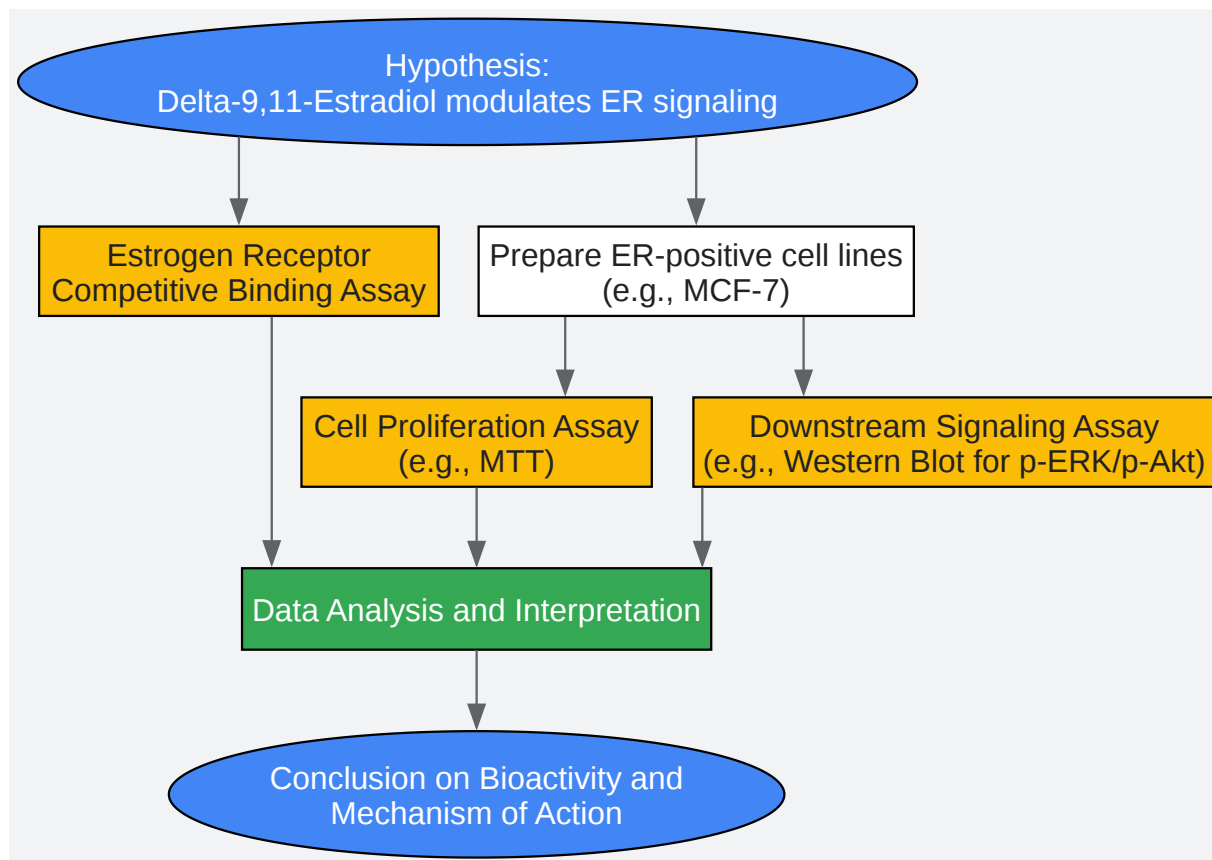 Hypothesis:
Delta-9,11-Estradiol modulates ER signaling
Estrogen Receptor
Competitive Binding Assay
Prepare ER-positive cell lines
(e.g., MCF-7)
Cell Proliferation Assay
(e.g., MTT)
Downstream Signaling Assay
(e.g., Western Blot for p-ERK/p-Akt)
Data Analysis and Interpretation
Conclusion on Bioactivity and
Mechanism of Action